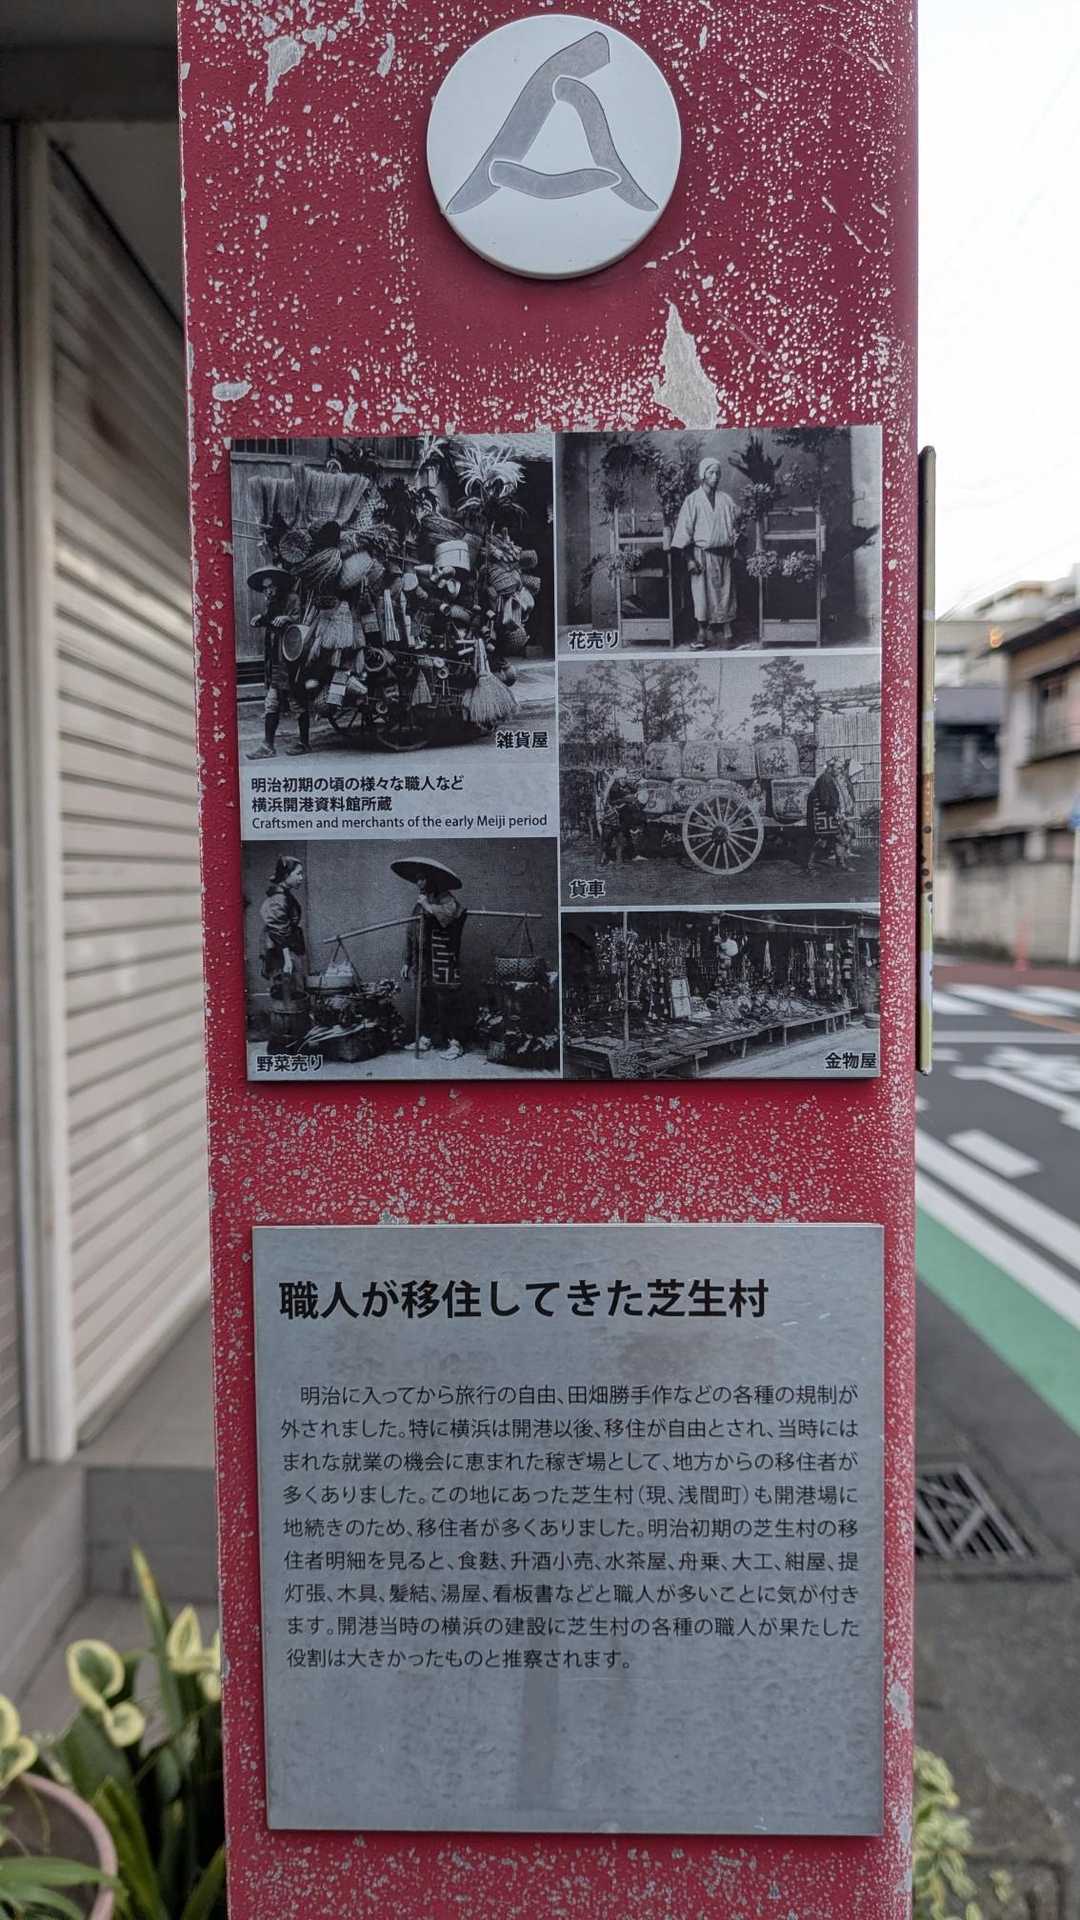 雑貨屋
花売り
明治初期の頃の様々な職人など
横浜開港資料館所蔵
Craftsmen and merchants of the early Meiji period
貨車
野菜売り
金物屋
職人が移住してきた芝生村
明治に入ってから旅行の自由、田畑勝手作などの各種の規制が
外されました。特に横浜は開港以後、移住が自由とされ、当時には
まれな就業の機会に恵まれた稼ぎ場として、地方からの移住者が
多くありました。この地にあった芝生村(現、浅間町)も開港場に
地続きのため、移住者が多くありました。明治初期の芝生村の移
住者明細を見ると、食麩、升酒小売、水茶屋、舟乗、大工、紺屋、提
灯張、木具、髪結、湯屋、看板書などと職人が多いことに気が付き
ます。開港当時の横浜の建設に芝生村の各種の職人が果たした
役割は大きかったものと推察されます。